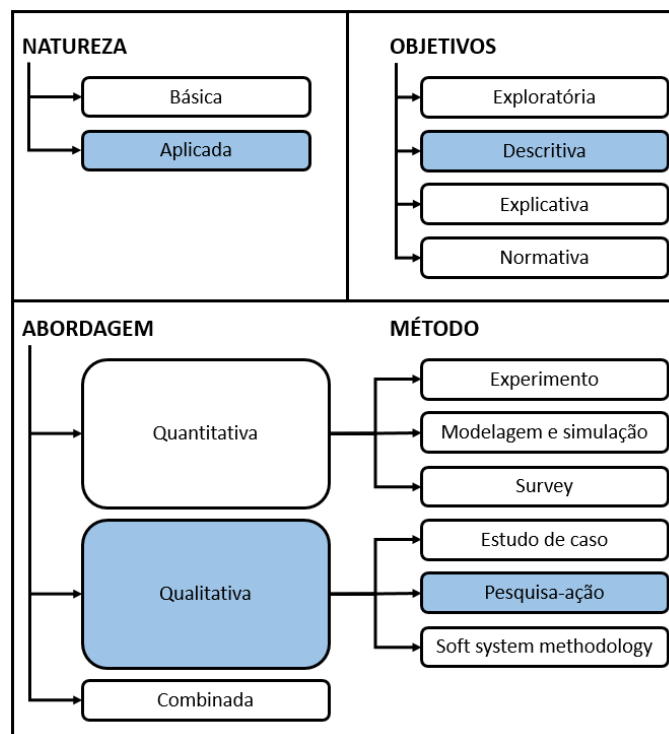 NATUREZA
Básica
Aplicada
OBJETIVOS
Exploratória
Descritiva
Explicativa
Normativa
ABORDAGEM
Quantitativa
Qualitativa
Combinada
MÉTODO
Experimento
Modelagem e simulação
Survey
Estudo de caso
Pesquisa-ação
Soft system methodology